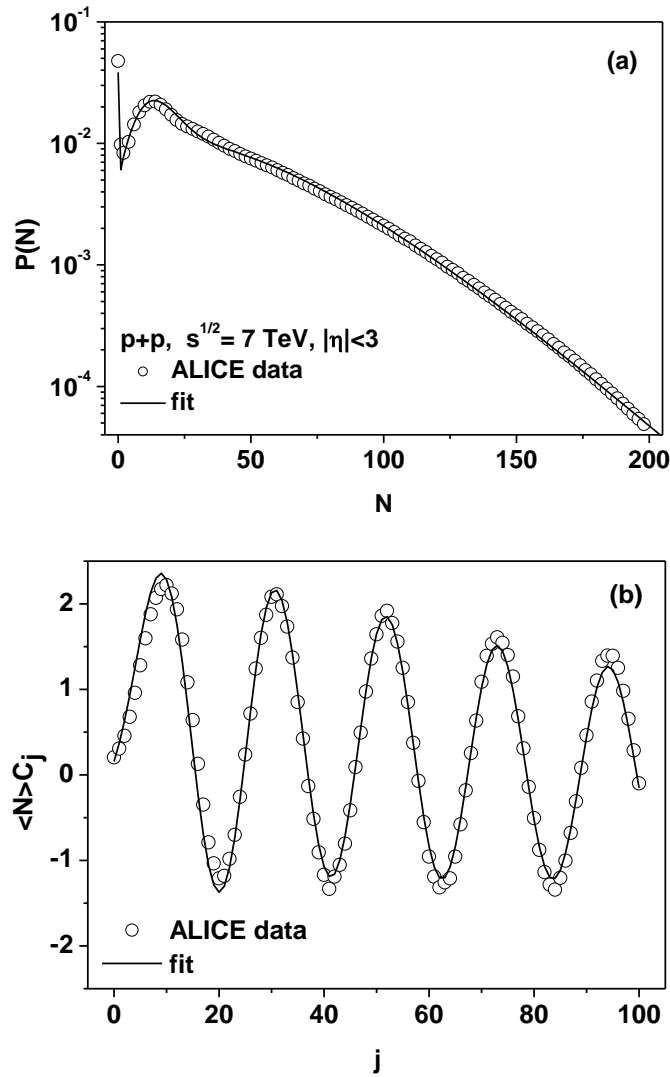 10⁻¹
(a)
10⁻²
P(N)
10⁻³
p+p, s^{1/2}= 7 TeV, |η|<3
ALICE data
fit
10⁻⁴
0 50 100 150 200
N
(b)
2
1
0
<N>C_j
-1
ALICE data
-2
fit
0 20 40 60 80 100
j